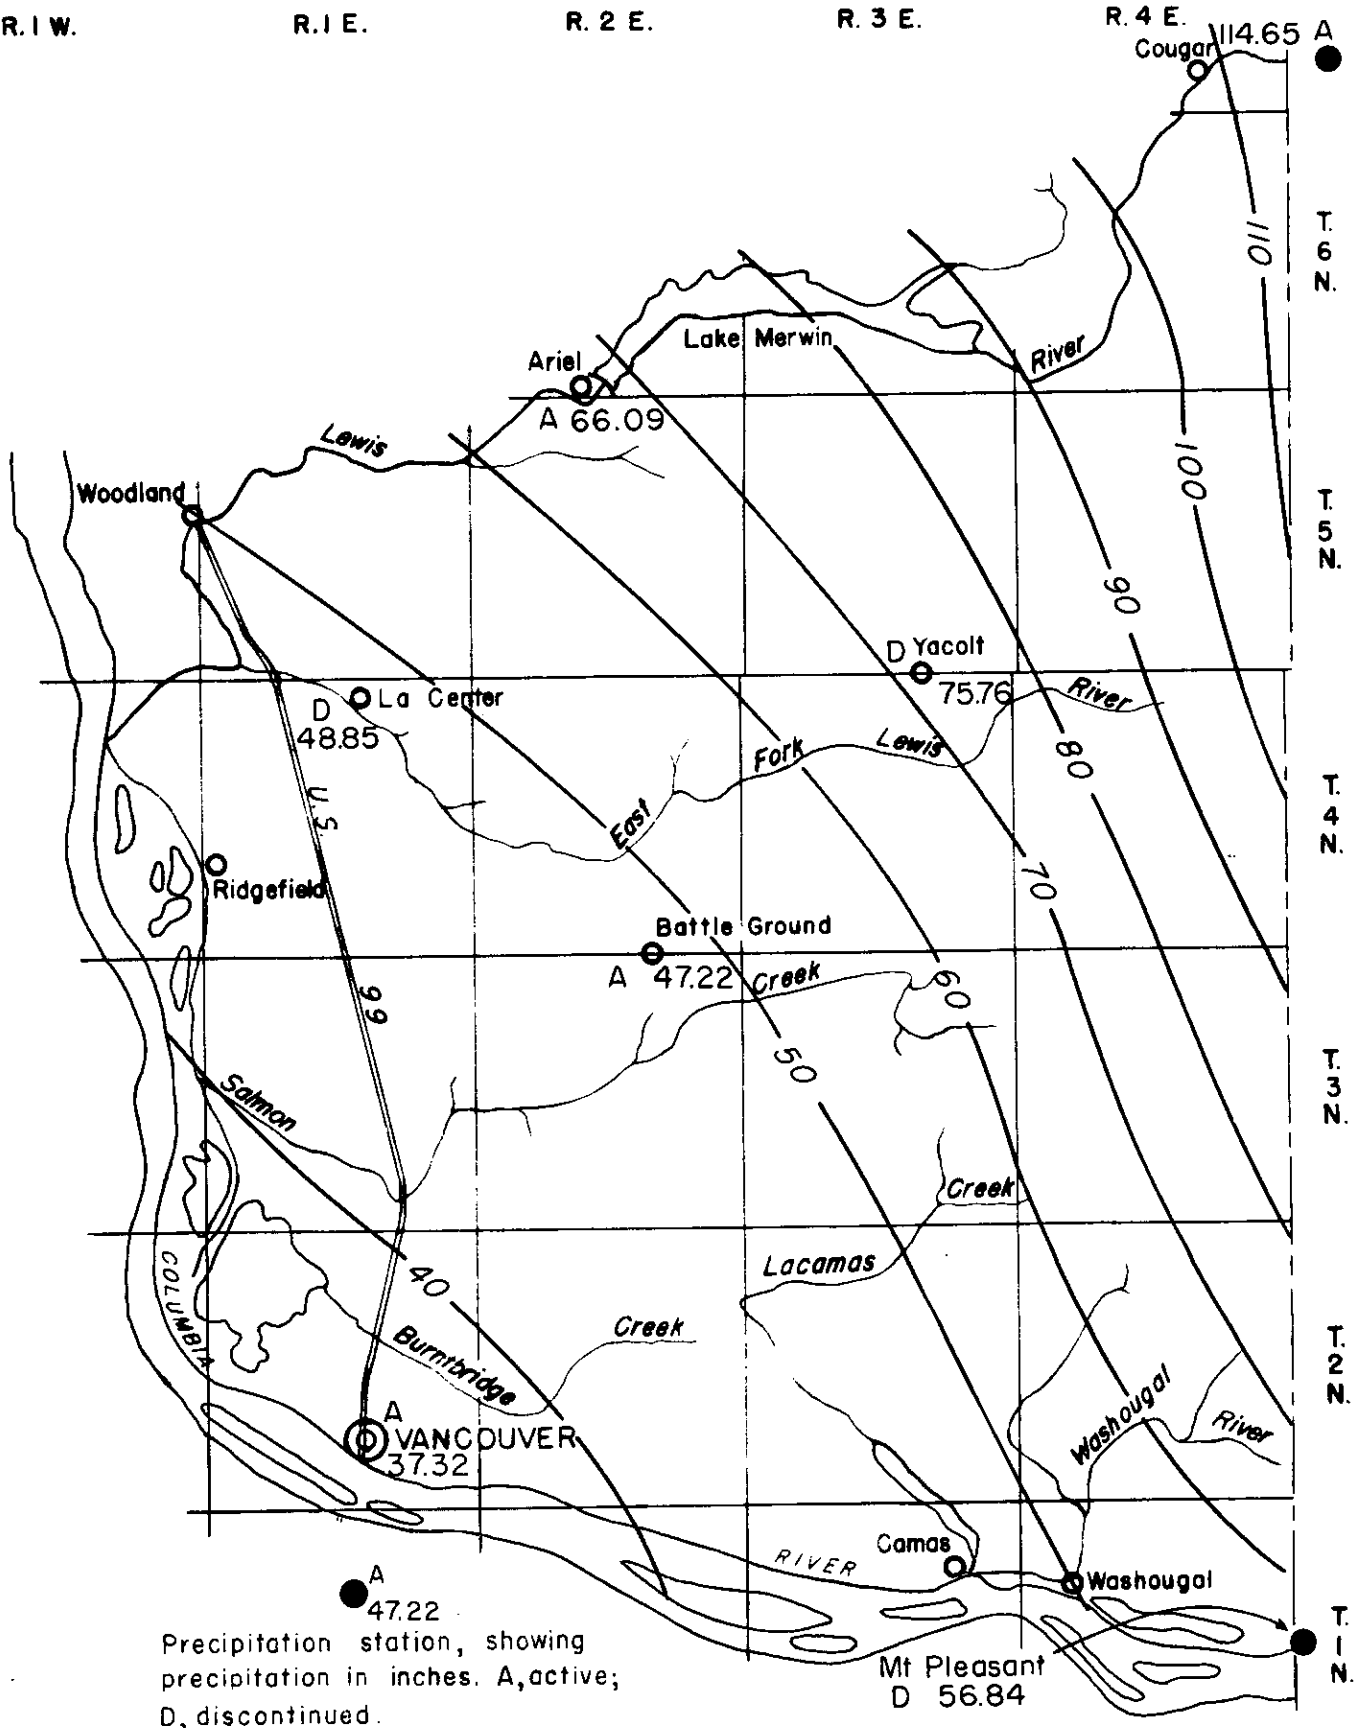 R. 1 W. R. 1 E. R. 2 E. R. 3 E. R. 4 E.
114.65 A
Cougar
110
T.
6
N.
Lake Merwin
River
Ariel
A 66.09
Lewis
100
Woodland
T.
5
N.
90
D Yacolt
75.76
River
La Center
D
48.85
Lewis
Fork
East
80
U.S.
T.
4
N.
70
Ridgefield
Battle Ground
A 47.22
Creek
60
99
50
T.
3
N.
Salmon
Creek
Lacamas
COLUMBIA
40
Creek
Burntbridge
T.
2
N.
Washougal
River
A
VANCOUVER
37.32
Camas
RIVER
Washougal
A
47.22
T.
1
N.
Precipitation station, showing
precipitation in inches. A, active;
D, discontinued.
Mt Pleasant
D 56.84